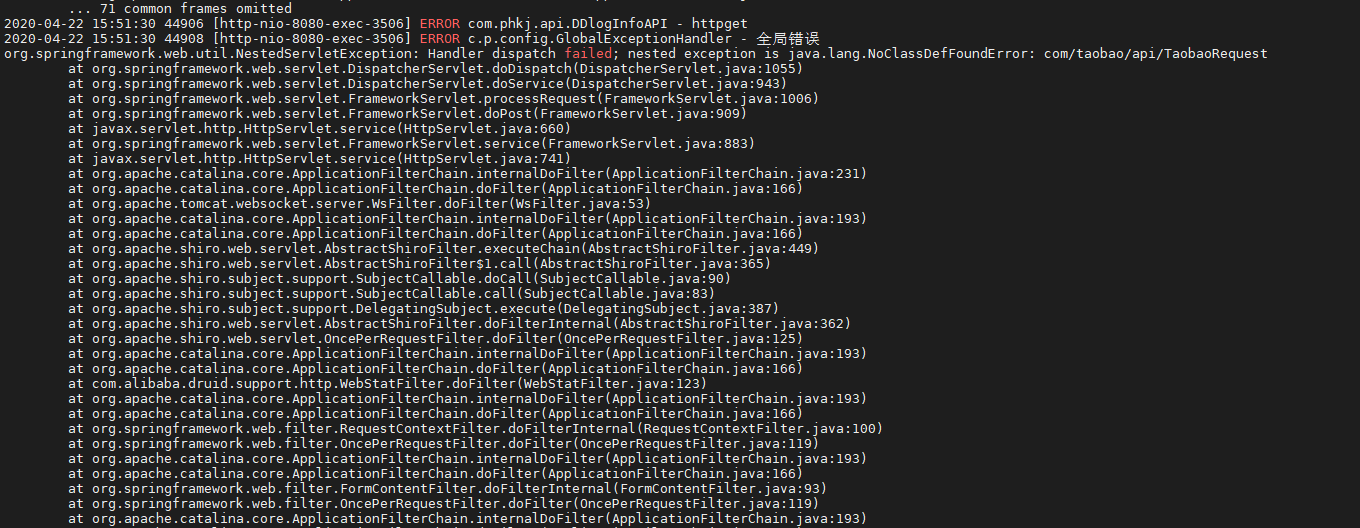 ... 71 common frames omitted
2020-04-22 15:51:30 44906 [http-nio-8080-exec-3506] ERROR com.phkj.api.DDlogInfoAPI - httpget
2020-04-22 15:51:30 44908 [http-nio-8080-exec-3506] ERROR c.p.config.GlobalExceptionHandler - 全局错误
org.springframework.web.util.NestedServletException: Handler dispatch failed; nested exception is java.lang.NoClassDefFoundError: com/taobao/api/TaobaoRequest
at org.springframework.web.servlet.DispatcherServlet.doDispatch(DispatcherServlet.java:1055)
at org.springframework.web.servlet.DispatcherServlet.doService(DispatcherServlet.java:943)
at org.springframework.web.servlet.FrameworkServlet.processRequest(FrameworkServlet.java:1006)
at org.springframework.web.servlet.FrameworkServlet.doPost(FrameworkServlet.java:909)
at javax.servlet.http.HttpServlet.service(HttpServlet.java:660)
at org.springframework.web.servlet.FrameworkServlet.service(FrameworkServlet.java:883)
at javax.servlet.http.HttpServlet.service(HttpServlet.java:741)
at org.apache.catalina.core.ApplicationFilterChain.internalDoFilter(ApplicationFilterChain.java:231)
at org.apache.catalina.core.ApplicationFilterChain.doFilter(ApplicationFilterChain.java:166)
at org.apache.tomcat.websocket.server.WsFilter.doFilter(WsFilter.java:53)
at org.apache.catalina.core.ApplicationFilterChain.internalDoFilter(ApplicationFilterChain.java:193)
at org.apache.catalina.core.ApplicationFilterChain.doFilter(ApplicationFilterChain.java:166)
at org.apache.shiro.web.servlet.AbstractShiroFilter.executeChain(AbstractShiroFilter.java:449)
at org.apache.shiro.web.servlet.AbstractShiroFilter$1.call(AbstractShiroFilter.java:365)
at org.apache.shiro.subject.support.SubjectCallable.doCall(SubjectCallable.java:90)
at org.apache.shiro.subject.support.SubjectCallable.call(SubjectCallable.java:83)
at org.apache.shiro.subject.support.DelegatingSubject.execute(DelegatingSubject.java:387)
at org.apache.shiro.web.servlet.AbstractShiroFilter.doFilterInternal(AbstractShiroFilter.java:362)
at org.apache.shiro.web.servlet.OncePerRequestFilter.doFilter(OncePerRequestFilter.java:125)
at org.apache.catalina.core.ApplicationFilterChain.internalDoFilter(ApplicationFilterChain.java:193)
at org.apache.catalina.core.ApplicationFilterChain.doFilter(ApplicationFilterChain.java:166)
at com.alibaba.druid.support.http.WebStatFilter.doFilter(WebStatFilter.java:123)
at org.apache.catalina.core.ApplicationFilterChain.internalDoFilter(ApplicationFilterChain.java:193)
at org.apache.catalina.core.ApplicationFilterChain.doFilter(ApplicationFilterChain.java:166)
at org.springframework.web.filter.RequestContextFilter.doFilterInternal(RequestContextFilter.java:100)
at org.springframework.web.filter.OncePerRequestFilter.doFilter(OncePerRequestFilter.java:119)
at org.apache.catalina.core.ApplicationFilterChain.internalDoFilter(ApplicationFilterChain.java:193)
at org.apache.catalina.core.ApplicationFilterChain.doFilter(ApplicationFilterChain.java:166)
at org.springframework.web.filter.FormContentFilter.doFilterInternal(FormContentFilter.java:93)
at org.springframework.web.filter.OncePerRequestFilter.doFilter(OncePerRequestFilter.java:119)
at org.apache.catalina.core.ApplicationFilterChain.internalDoFilter(ApplicationFilterChain.java:193)